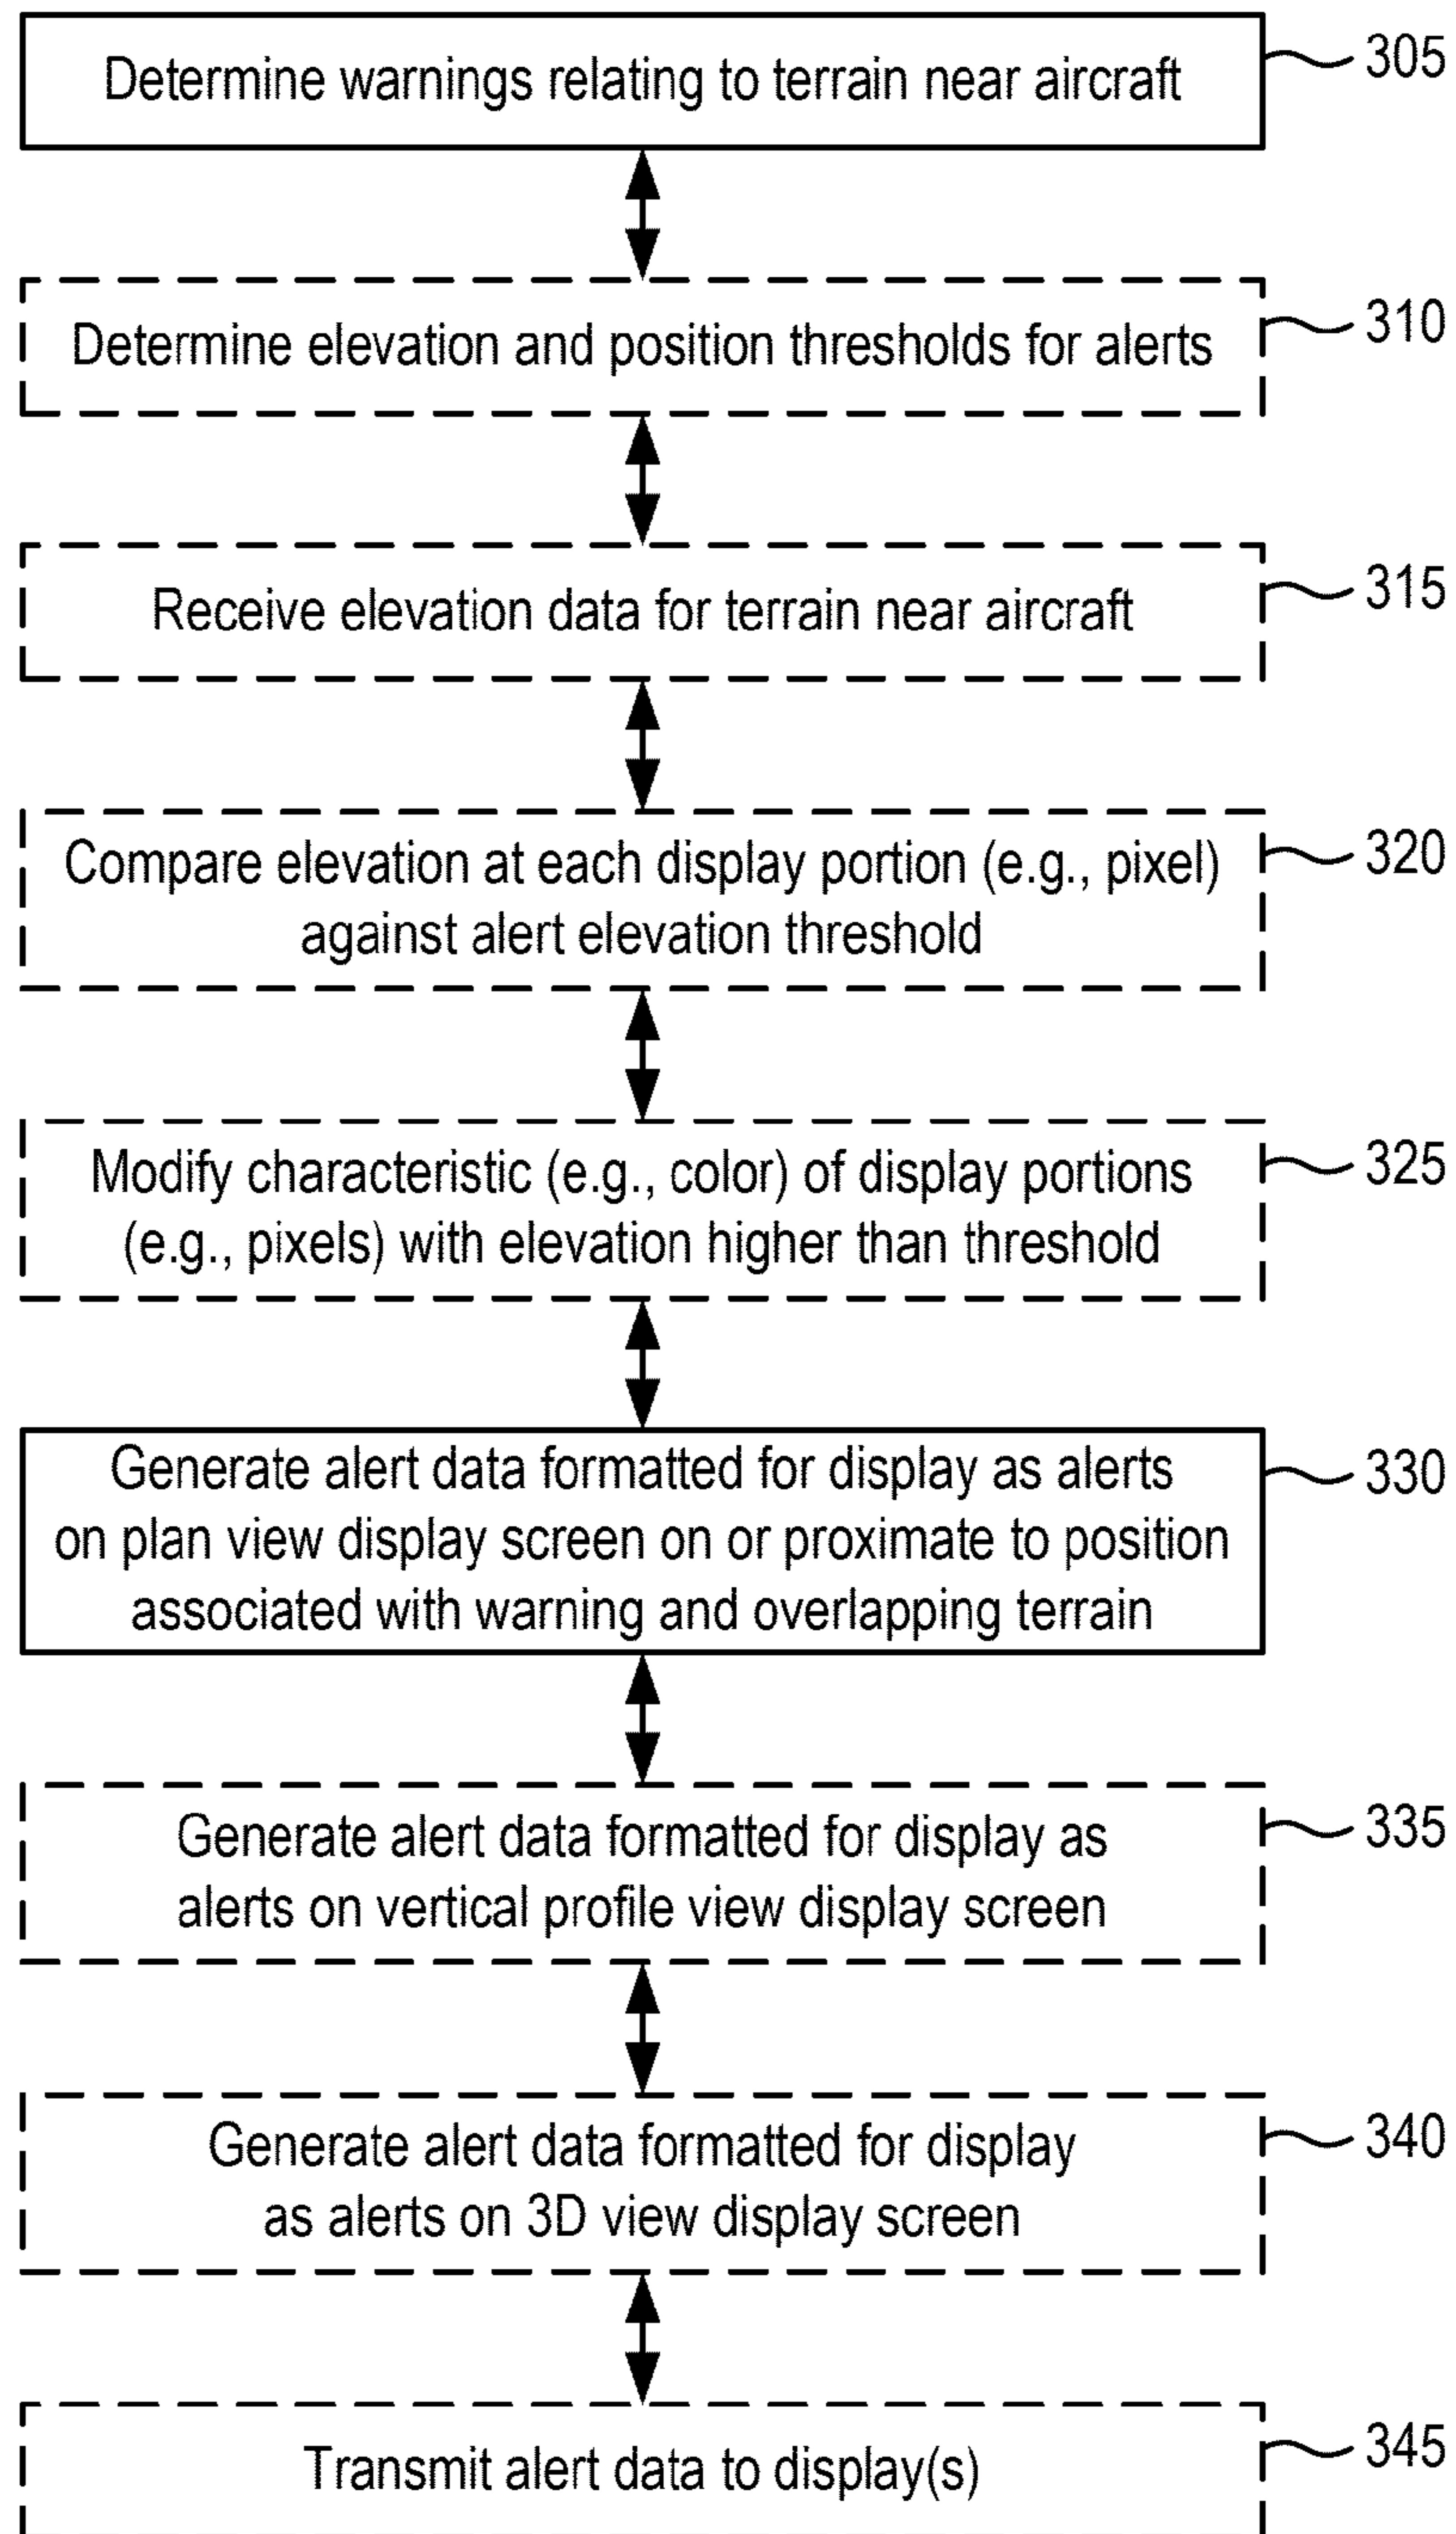 Determine warnings relating to terrain near aircraft
305
Determine elevation and position thresholds for alerts
310
Receive elevation data for terrain near aircraft
315
Compare elevation at each display portion (e.g., pixel)
against alert elevation threshold
320
Modify characteristic (e.g., color) of display portions
(e.g., pixels) with elevation higher than threshold
325
Generate alert data formatted for display as alerts
on plan view display screen on or proximate to position
associated with warning and overlapping terrain
330
Generate alert data formatted for display as
alerts on vertical profile view display screen
335
Generate alert data formatted for display
as alerts on 3D view display screen
340
Transmit alert data to display(s)
345